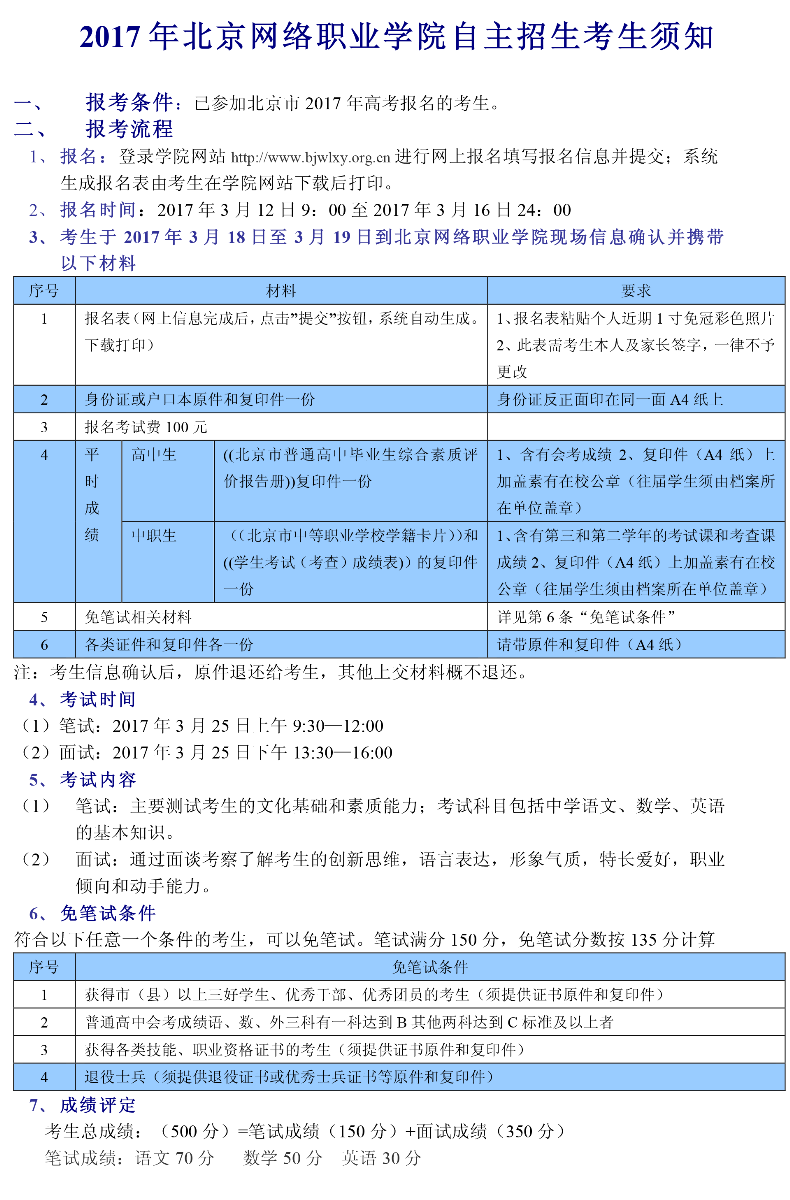 2017 年北京网络职业学院自主招生考生须知
一、 报考条件：已参加北京市 2017 年高考报名的考生。
二、 报考流程
1、 报名：登录学院网站 http://www.bjwlxy.org.cn 进行网上报名填写报名信息并提交；系统
生成报名表由考生在学院网站下载后打印。
2、 报名时间：2017 年 3 月 12 日 9：00 至 2017 年 3 月 16 日 24：00
3、 考生于 2017 年 3 月 18 日至 3 月 19 日到北京网络职业学院现场信息确认并携带
以下材料
序号 材料 要求
1 报名表（网上信息完成后，点击”提交”按钮，系统自动生成。 1、报名表粘贴个人近期 1 寸免冠彩色照片
下载打印） 2、此表需考生本人及家长签字，一律不予
更改
2 身份证或户口本原件和复印件一份 身份证反正面印在同一面 A4 纸上
3 报名考试费 100 元
4 平 高中生 ((北京市普通高中毕业生综合素质评 1、含有会考成绩 2、复印件（A4 纸）上
时 价报告册))复印件一份 加盖素有在校公章（往届学生须由档案所
成 在单位盖章）
绩 中职生 （（北京市中等职业学校学籍卡片))和 1、含有第三和第二学年的考试课和考查课
((学生考试（考查）成绩表)）的复印件 成绩 2、复印件（A4 纸）上加盖素有在校
一份 公章（往届学生须由档案所在单位盖章）
5 免笔试相关材料 详见第 6 条“免笔试条件”
6 各类证件和复印件各一份 请带原件和复印件（A4 纸）
注：考生信息确认后，原件退还给考生，其他上交材料概不退还。
4、 考试时间
（1）笔试：2017 年 3 月 25 日上午 9:30—12:00
（2）面试：2017 年 3 月 25 日下午 13:30—16:00
5、 考试内容
（1） 笔试：主要测试考生的文化基础和素质能力；考试科目包括中学语文、数学、英语
的基本知识。
（2） 面试：通过面谈考察了解考生的创新思维，语言表达，形象气质，特长爱好，职业
倾向和动手能力。
6、 免笔试条件
符合以下任意一个条件的考生，可以免笔试。笔试满分 150 分，免笔试分数按 135 分计算
序号 免笔试条件
1 获得市（县）以上三好学生、优秀干部、优秀团员的考生（须提供证书原件和复印件）
2 普通高中会考成绩语、数、外三科有一科达到 B 其他两科达到 C 标准及以上者
3 获得各类技能、职业资格证书的考生（须提供证书原件和复印件）
4 退役士兵（须提供退役证书或优秀士兵证书等原件和复印件）
7、 成绩评定
考生总成绩：（500 分）=笔试成绩（150 分）+面试成绩（350 分）
笔试成绩：语文 70 分 数学 50 分 英语 30 分